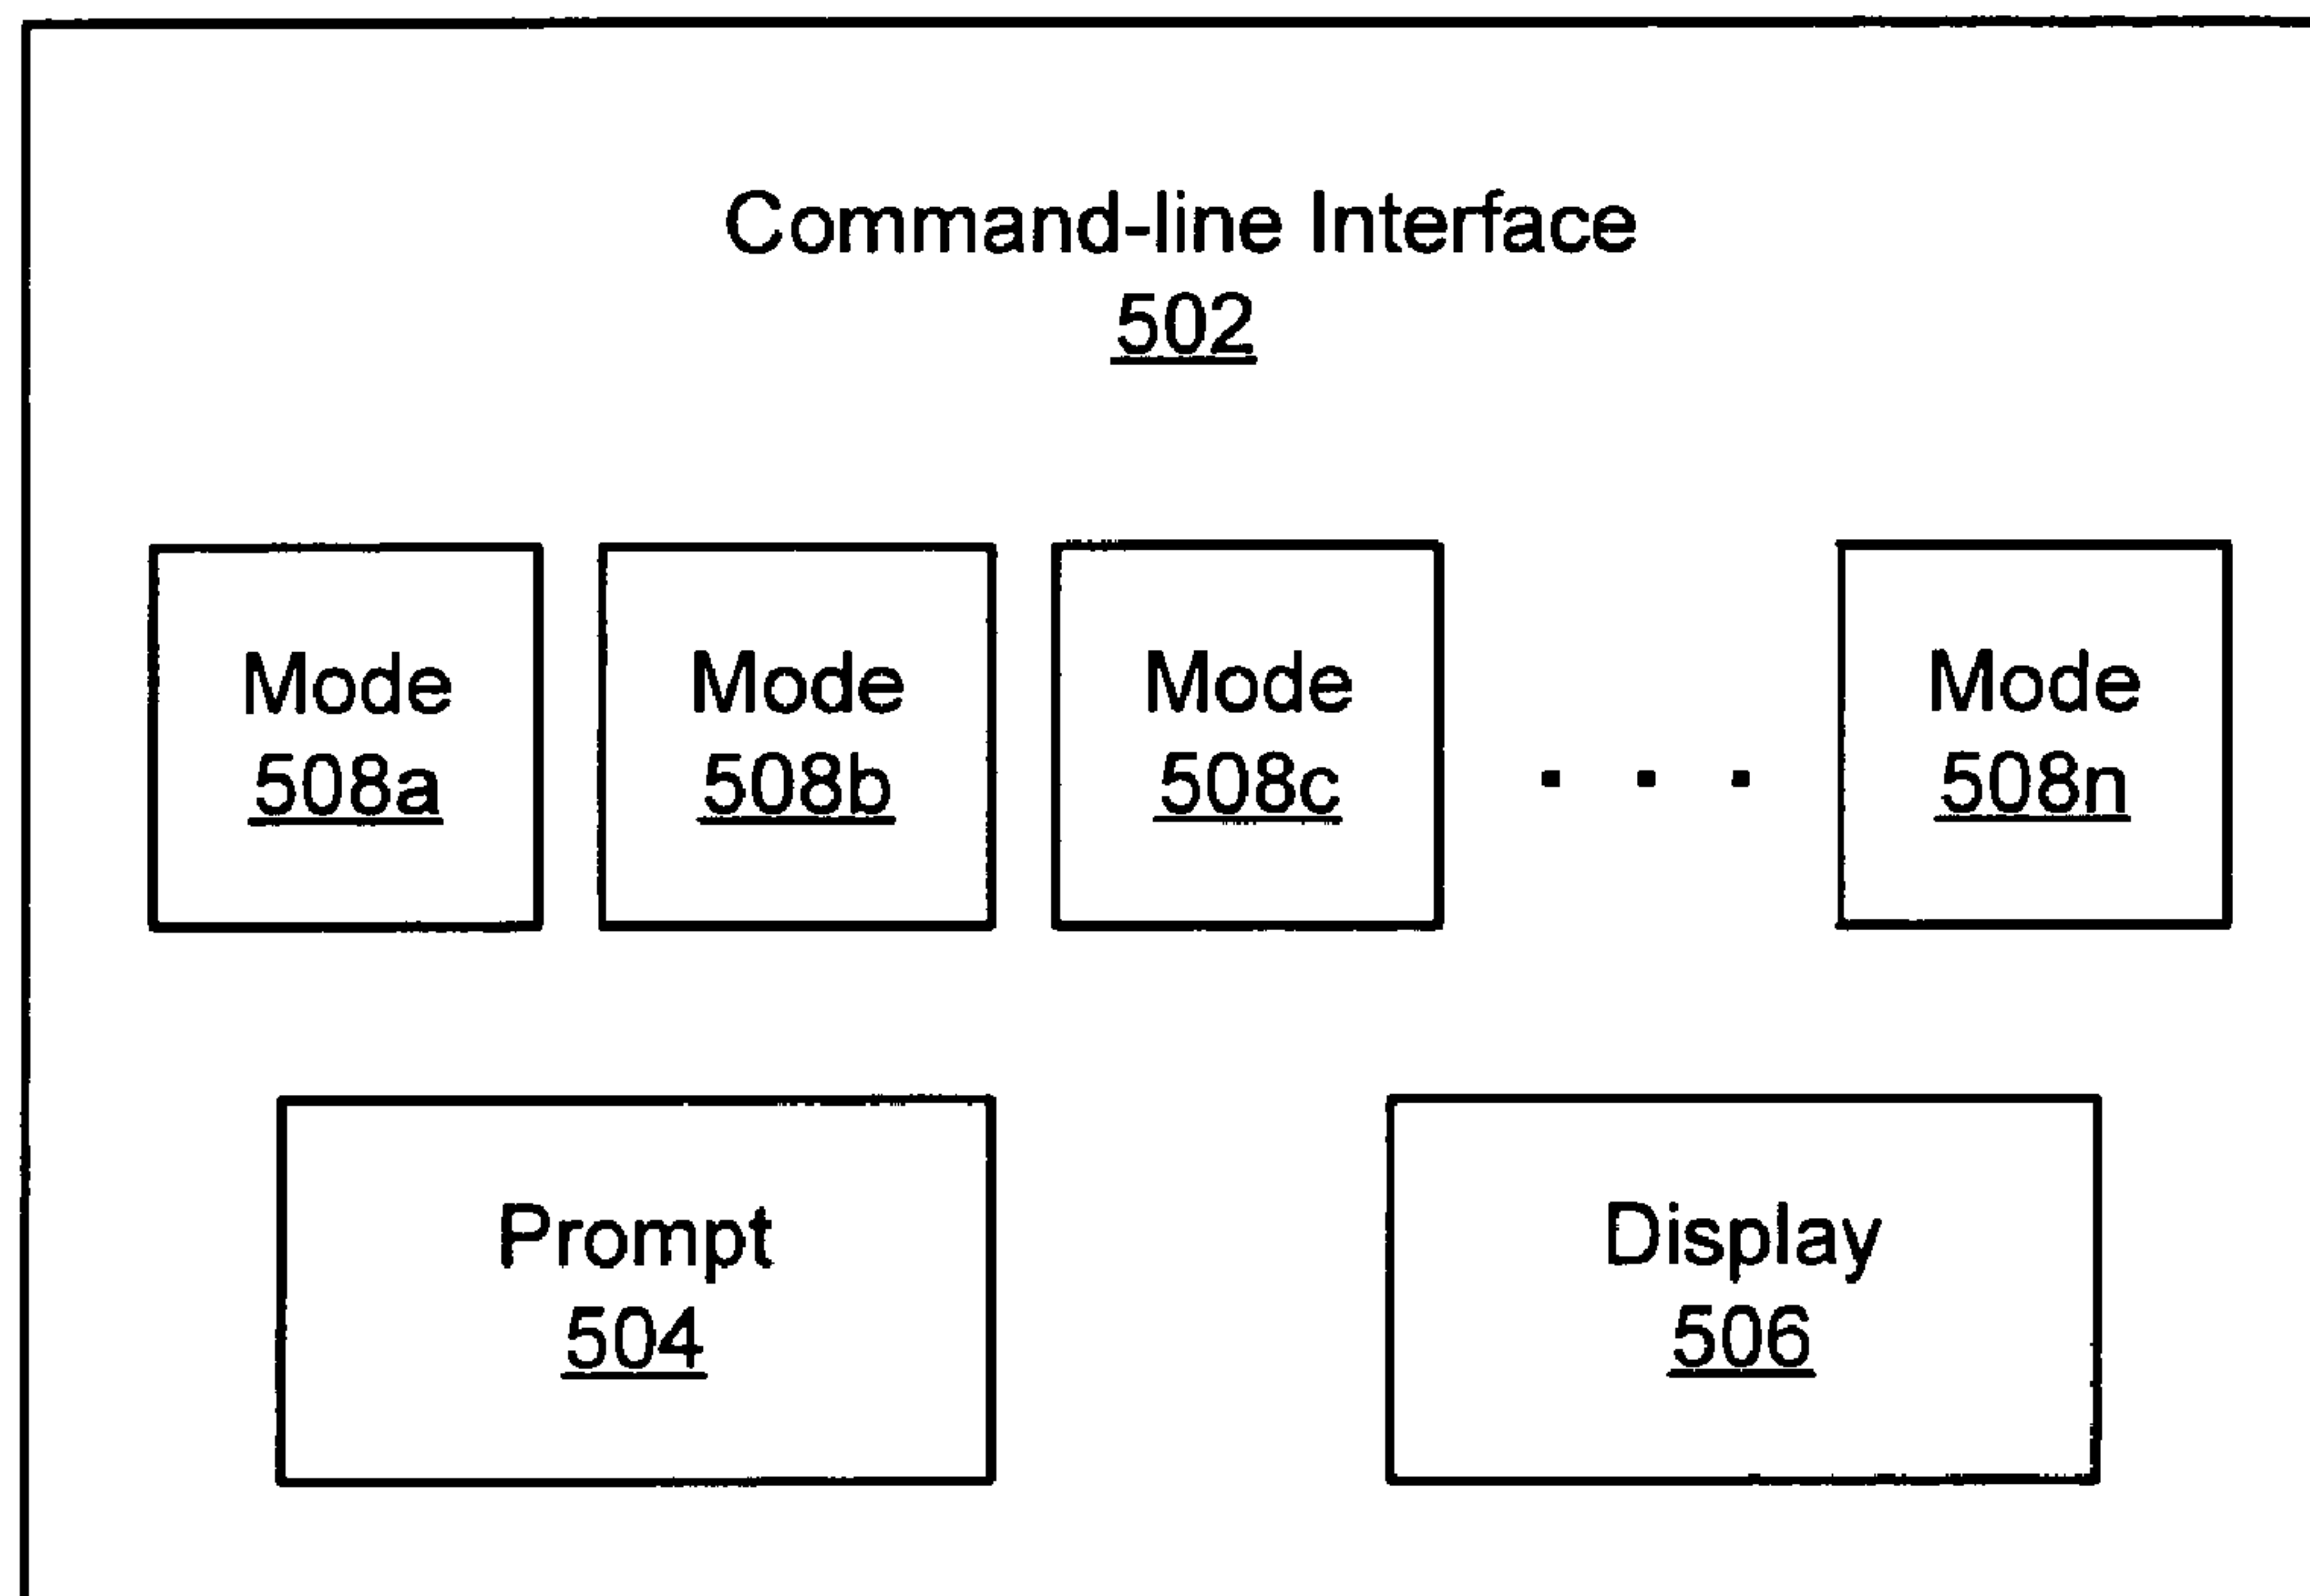 Command-line Interface
502
Mode
508a
Mode
508b
Mode
508c
. . .
Mode
508n
Prompt
504
Display
506